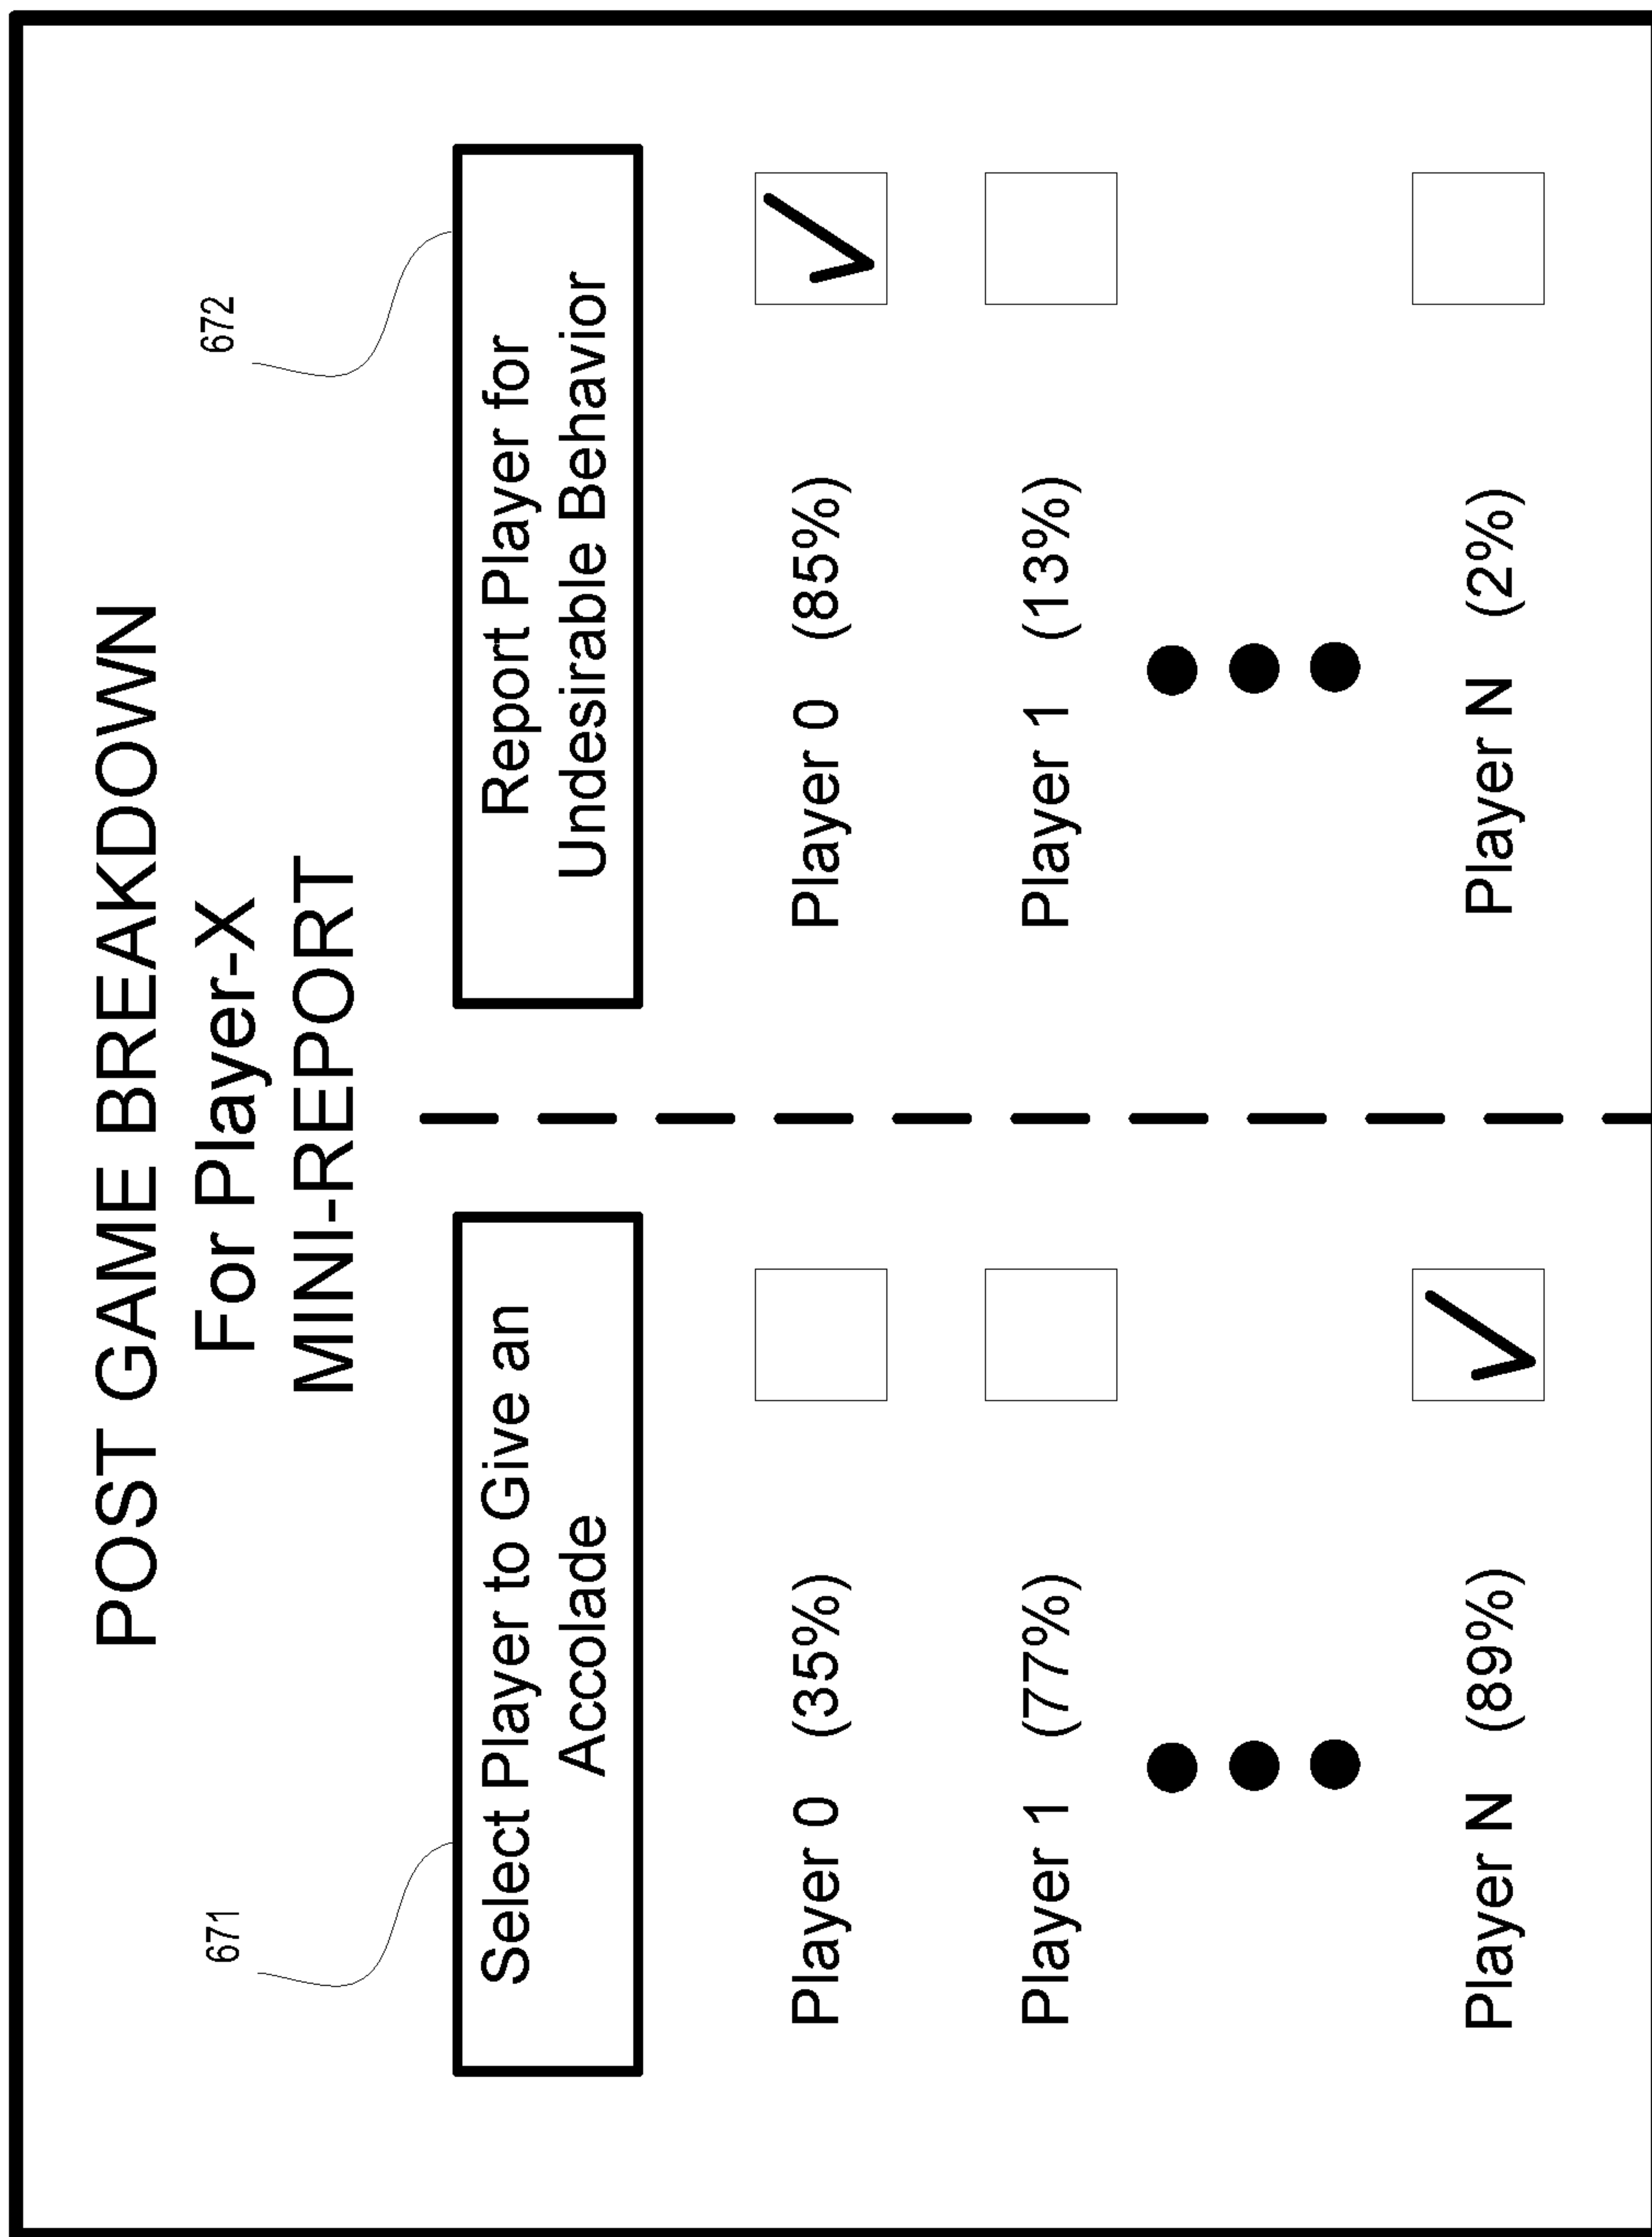 POST GAME BREAKDOWN
For Player-X
MINI-REPORT
671
672
Select Player to Give an
Accolade
Player 0 (35%)
Player 1 (77%)
Player N (89%)
Report Player for
Undesirable Behavior
Player 0 (85%)
Player 1 (13%)
Player N (2%)